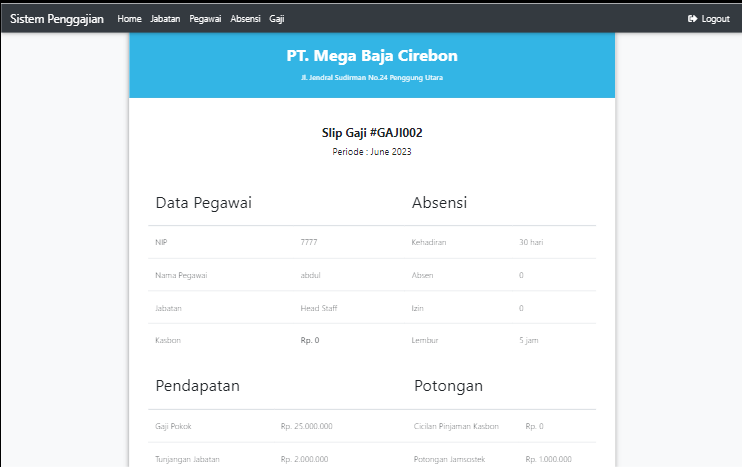 Sistem Penggajian Home Jabatan Pegawai Absensi Gaji Logout
PT. Mega Baja Cirebon
Jl. Jendral Sudirman No.24 Penggung Utara
Slip Gaji #GAJI002
Periode : June 2023
Data Pegawai Absensi
NIP 7777 Kehadiran 30 hari
Nama Pegawai abdul Absen 0
Jabatan Head Staff Izin 0
Kasbon Rp. 0 Lembur 5 jam
Pendapatan Potongan
Gaji Pokok Rp. 25.000.000 Cicilan Pinjaman Kasbon Rp. 0
Tunjangan Jabatan Rp. 2.000.000 Potongan Jamsostek Rp. 1.000.000